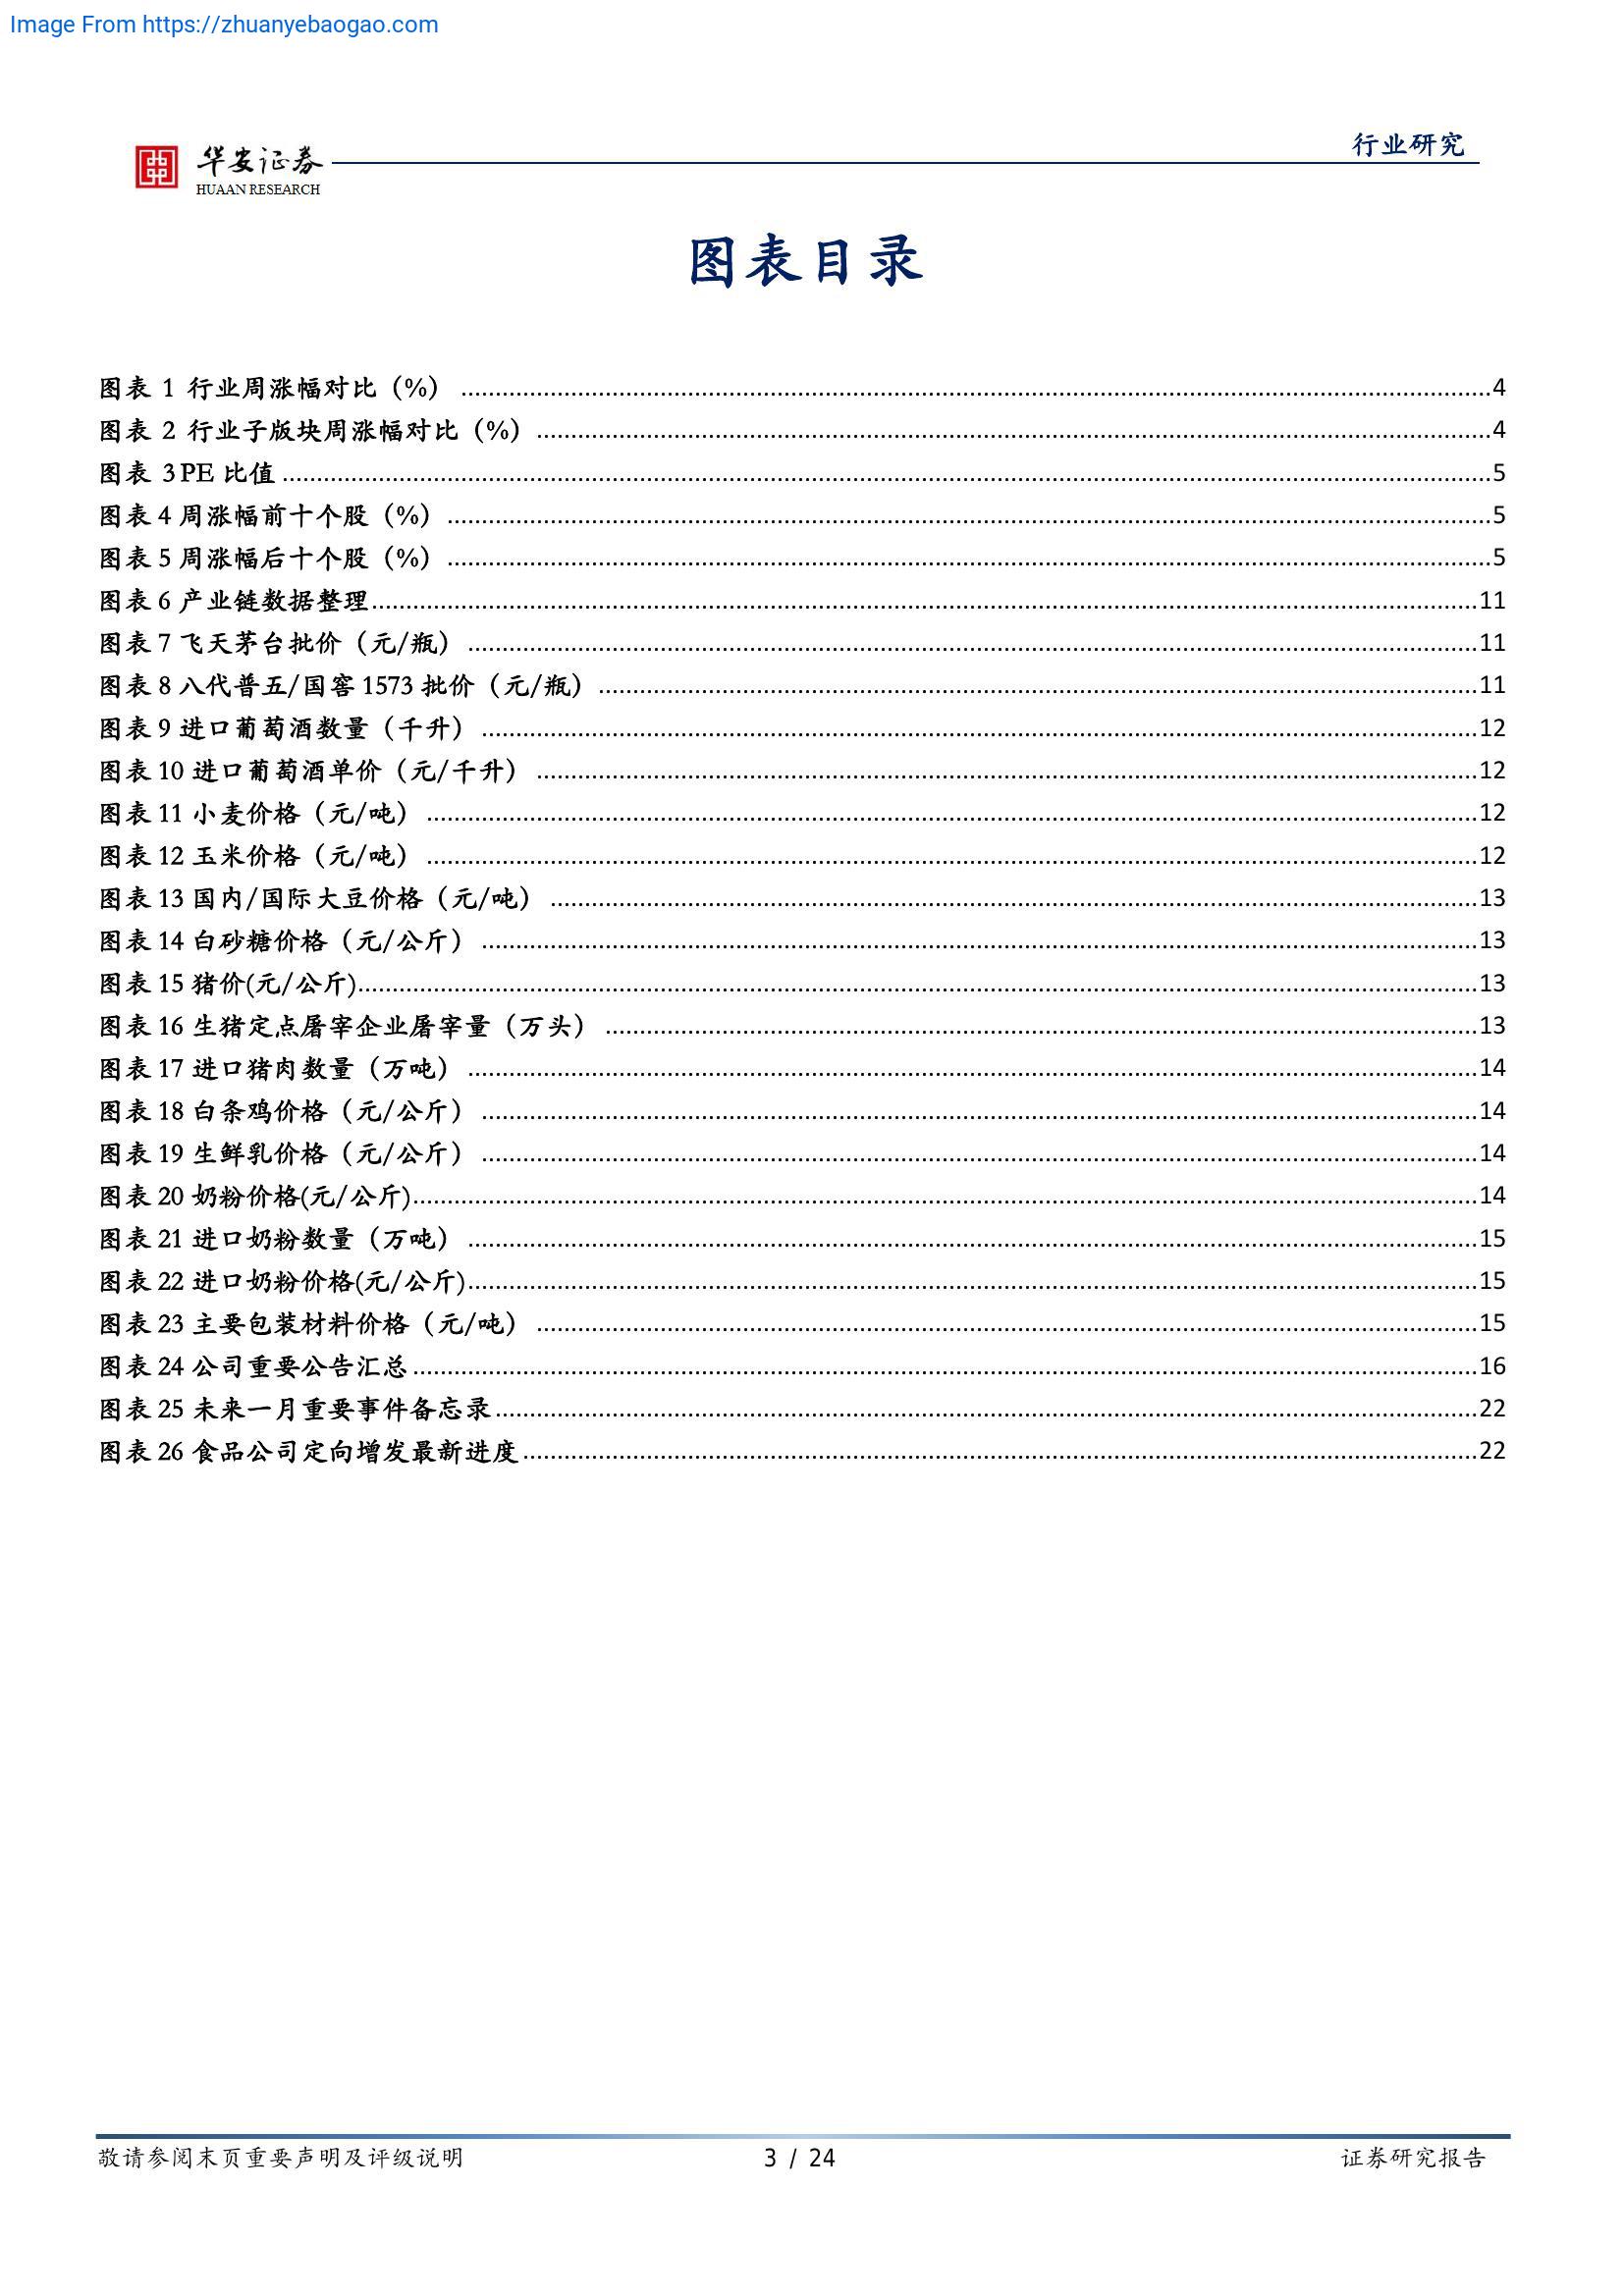 Image From https://zhuanyebaogao.com
行业研究
华安证券
HUAAN RESEARCH
图表目录
图表 1 行业周涨幅对比（%） ........ 4
图表 2 行业子版块周涨幅对比（%） ........ 4
图表 3 PE 比值 ........ 5
图表 4 周涨幅前十个股（%） ........ 5
图表 5 周涨幅后十个股（%） ........ 5
图表 6 产业链数据整理 ........ 11
图表 7 飞天茅台批价（元/瓶） ........ 11
图表 8 八代普五/国窖 1573 批价（元/瓶） ........ 11
图表 9 进口葡萄酒数量（千升） ........ 12
图表 10 进口葡萄酒单价（元/千升） ........ 12
图表 11 小麦价格（元/吨） ........ 12
图表 12 玉米价格（元/吨） ........ 12
图表 13 国内/国际大豆价格（元/吨） ........ 13
图表 14 白砂糖价格（元/公斤） ........ 13
图表 15 猪价(元/公斤) ........ 13
图表 16 生猪定点屠宰企业屠宰量（万头） ........ 13
图表 17 进口猪肉数量（万吨） ........ 14
图表 18 白条鸡价格（元/公斤） ........ 14
图表 19 生鲜乳价格（元/公斤） ........ 14
图表 20 奶粉价格(元/公斤) ........ 14
图表 21 进口奶粉数量（万吨） ........ 15
图表 22 进口奶粉价格(元/公斤) ........ 15
图表 23 主要包装材料价格（元/吨） ........ 15
图表 24 公司重要公告汇总 ........ 16
图表 25 未来一月重要事件备忘录 ........ 22
图表 26 食品公司定向增发最新进度 ........ 22
敬请参阅末页重要声明及评级说明
3 / 24
证券研究报告